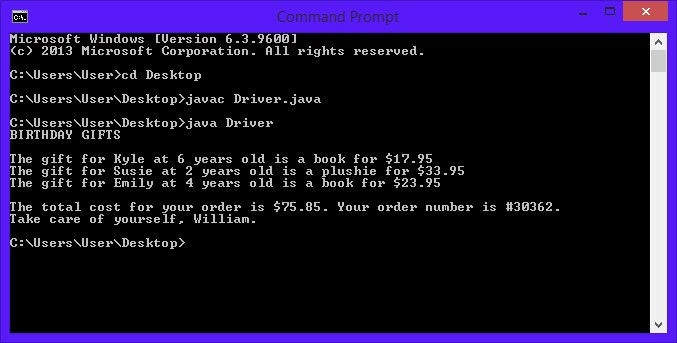 Command Prompt
Microsoft Windows [Version 6.3.9600]
(c) 2013 Microsoft Corporation. All rights reserved.
C:\Users\User>cd Desktop
C:\Users\User\Desktop>javac Driver.java
C:\Users\User\Desktop>java Driver
BIRTHDAY GIFTS
The gift for Kyle at 6 years old is a book for $17.95
The gift for Susie at 2 years old is a plushie for $33.95
The gift for Emily at 4 years old is a book for $23.95
The total cost for your order is $75.85. Your order number is #30362.
Take care of yourself, William.
C:\Users\User\Desktop>